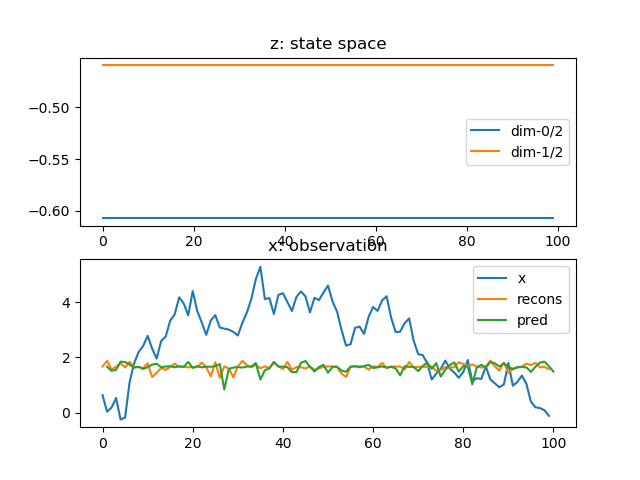 z: state space
−0.50
−0.55
−0.60
dim-0/2
dim-1/2
0 20 40 60 80 100
x: observation
4
2
0
x
recons
pred
0 20 40 60 80 100